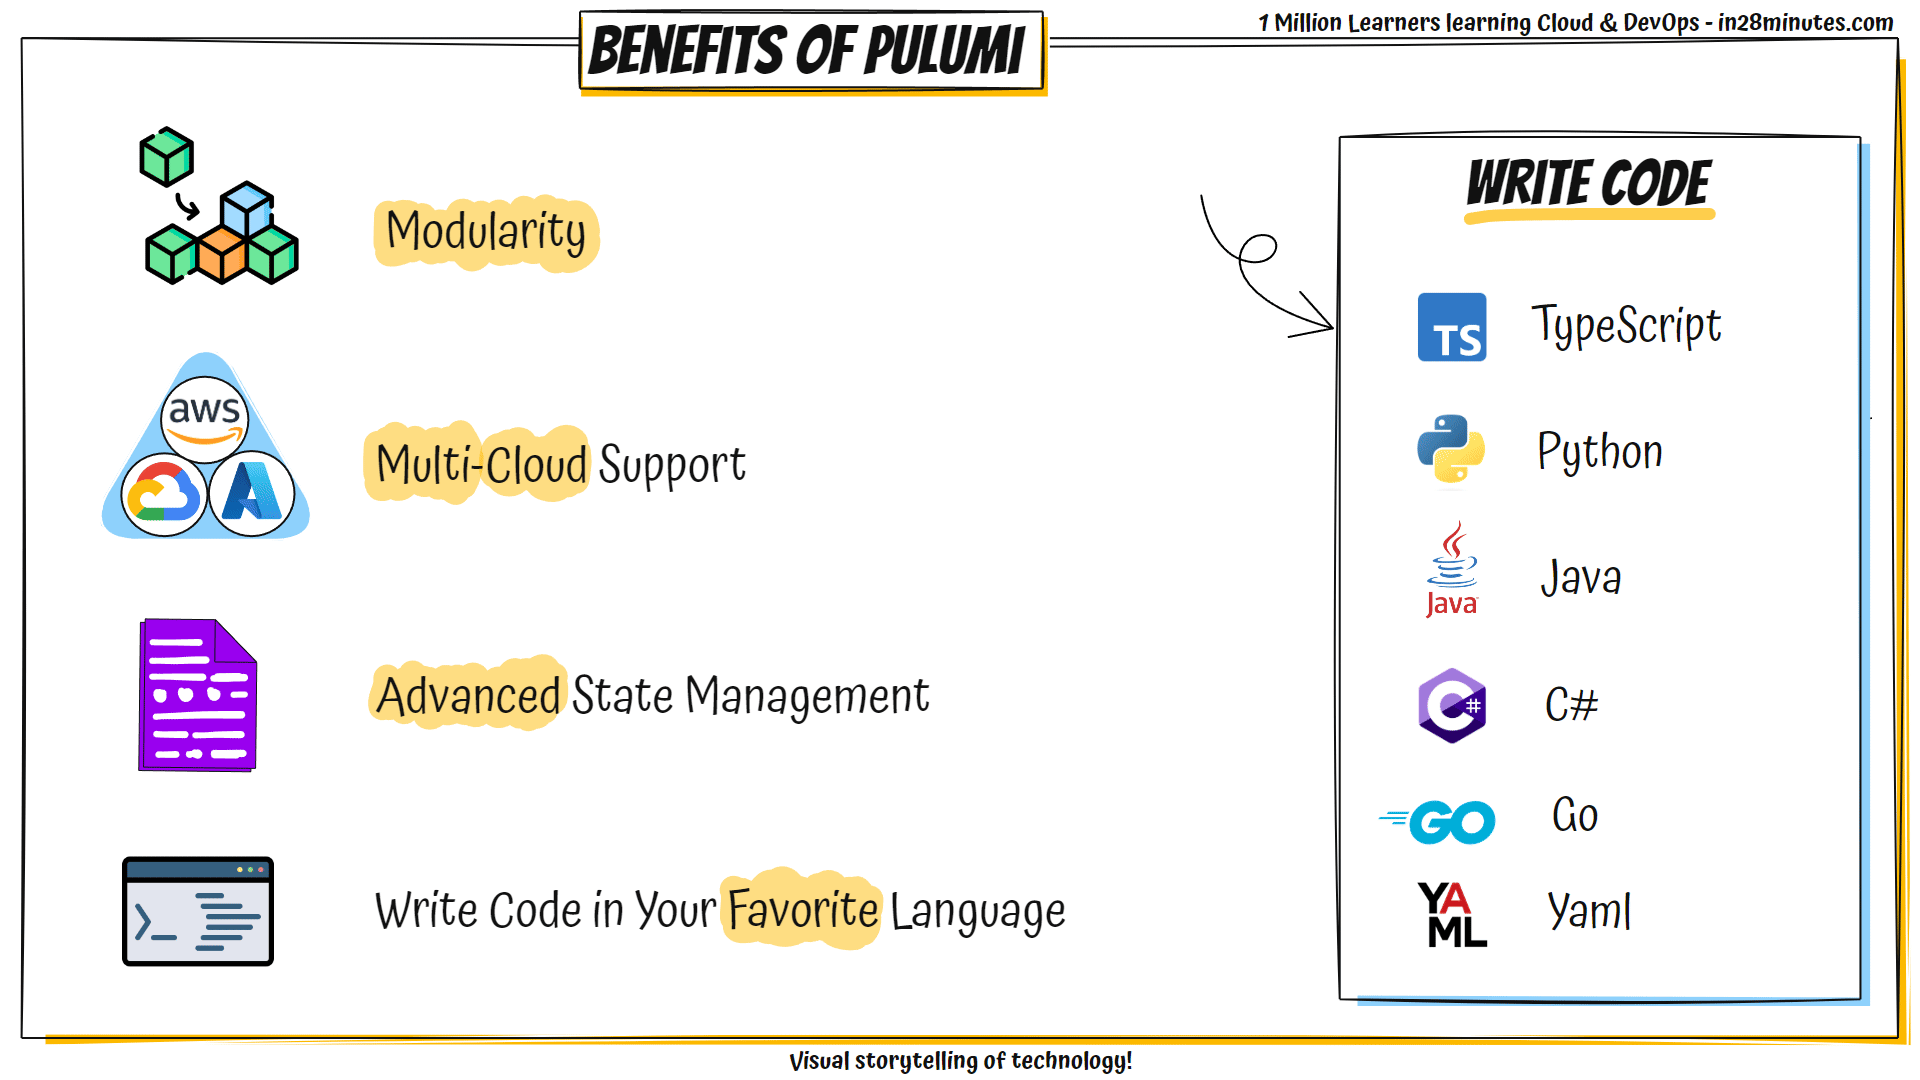 1 Million Learners learning Cloud & DevOps - in28minutes.com
BENEFITS OF PULUMI
Modularity
aws
Multi-Cloud Support
Advanced State Management
Write Code in Your Favorite Language
WRITE CODE
TS
TypeScript
Python
Java
Java
C#
C#
GO
Go
YAML
Yaml
Visual storytelling of technology!